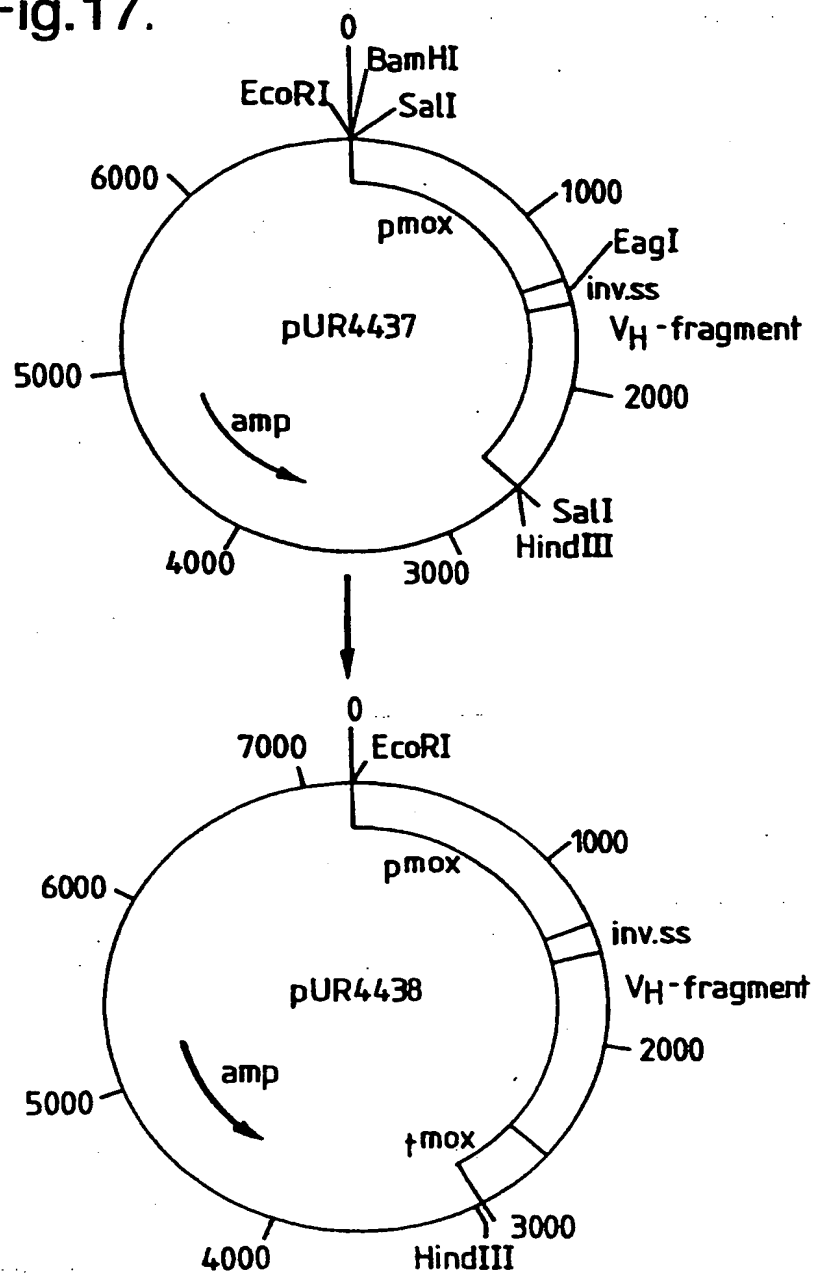 Fig.17.
0
BamHI
EcoRI
SalI
6000
1000
pmox
EagI
inv.ss
VH-fragment
pUR4437
5000
2000
amp
SalI
HindIII
4000
3000
0
7000
EcoRI
1000
pmox
6000
inv.ss
VH-fragment
pUR4438
2000
amp
5000
tmox
3000
4000
HindIII